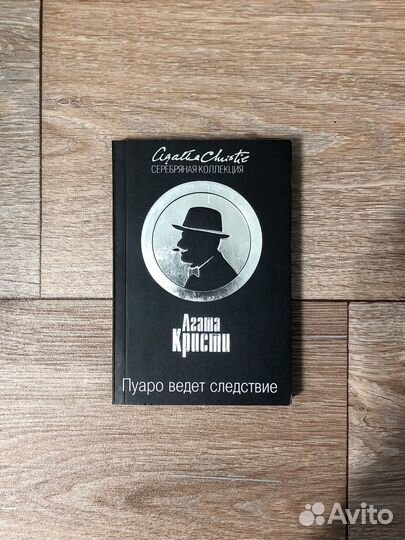 Agatha Christie
СЕРЕБРЯНАЯ КОЛЛЕКЦИЯ
Агата
Кристи
Пуаро ведет следствие
Avito